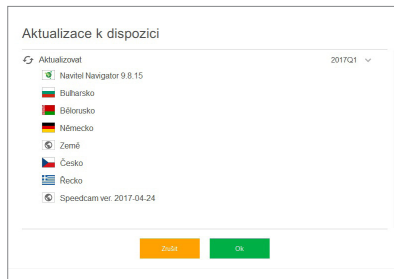 Aktualizace k dispozici
Aktualizovat 2017Q1
Navitel Navigator 9.8.15
Bulharsko
Bělorusko
Německo
Země
Česko
Řecko
Speedcam ver. 2017-04-24
Zrušit Ok